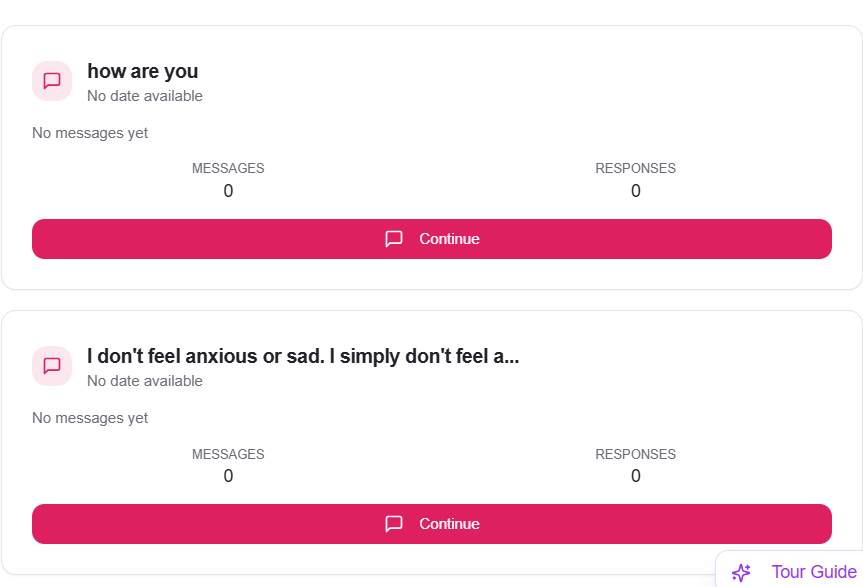 how are you
No date available
No messages yet
MESSAGES
RESPONSES
0
0
Continue
I don't feel anxious or sad. I simply don't feel a...
No date available
No messages yet
MESSAGES
RESPONSES
0
0
Continue
Tour Guide